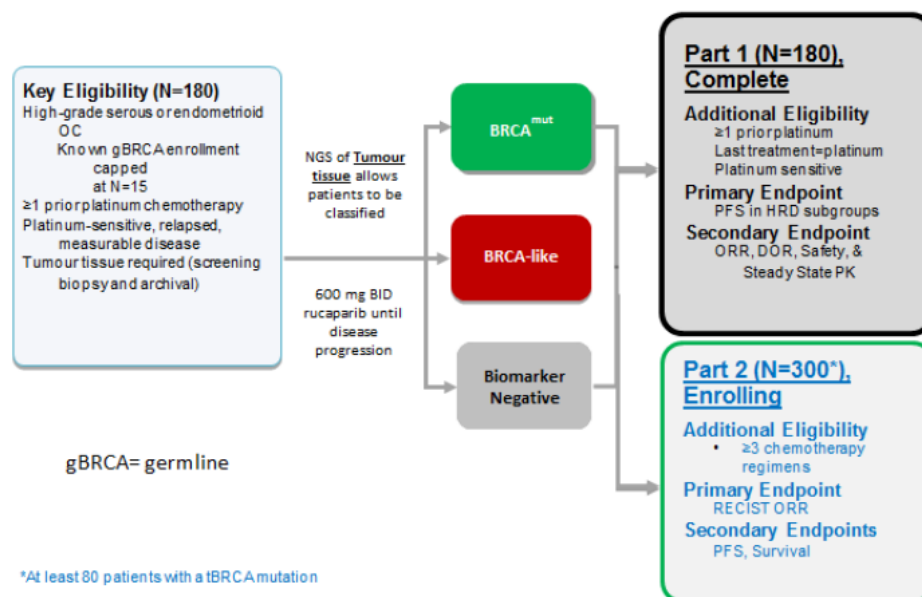 Key Eligibility (N=180)
High-grade serous or endometrioid
OC
Known gBRCA enrollment
capped
at N=15
≥1 prior platinum chemotherapy
Platinum-sensitive, relapsed,
measurable disease
Tumour tissue required (screening
biopsy and archival)
gBRCA= germline
*At least 80 patients with a tBRCA mutation
NGS of Tumour
tissue allows
patients to be
classified
600 mg BID
rucaparib until
disease
progression
BRCAmut
BRCA-like
Biomarker
Negative
Part 1 (N=180),
Complete
Additional Eligibility
≥1 prior platinum
Last treatment=platinum
Platinum sensitive
Primary Endpoint
PFS in HRD subgroups
Secondary Endpoint
ORR, DOR, Safety, &
Steady State PK
Part 2 (N=300*),
Enrolling
Additional Eligibility
• ≥3 chemotherapy
regimens
Primary Endpoint
RECIST ORR
Secondary Endpoints
PFS, Survival